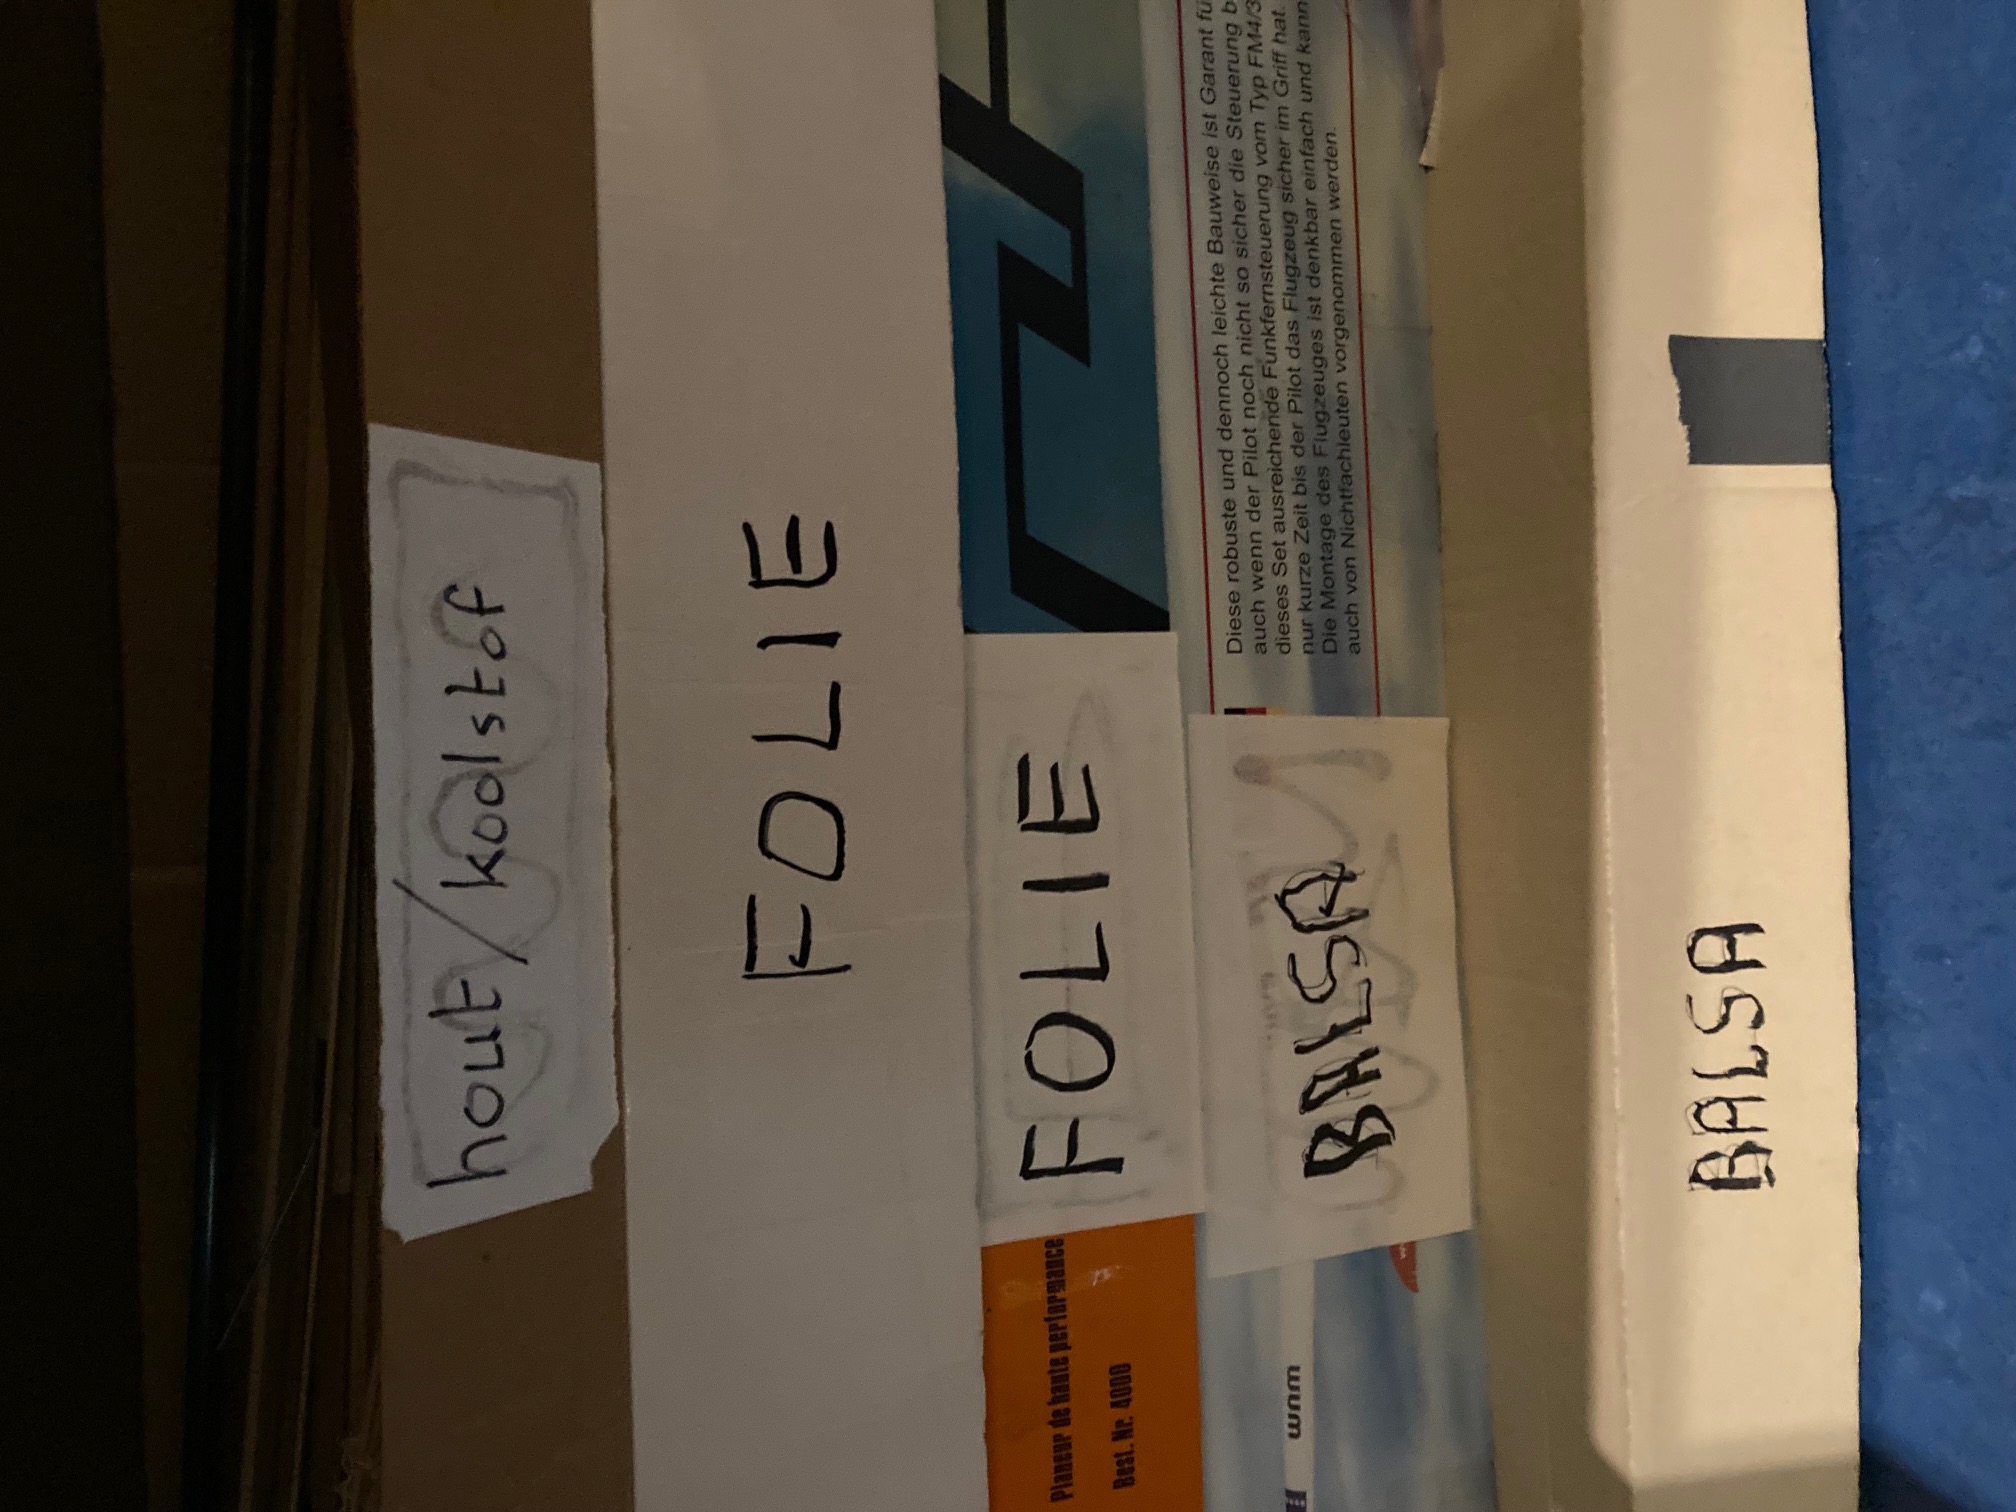 hout/koolstof
FOLIE
FOLIE
Planeur de haute performance
Best. Nr. 4000
Diese robuste und dennoch leichte Bauweise ist Garant fü
auch wenn der Pilot noch nicht so sicher die Steuerung b
dieses Set ausreichende Funkfernsteuerung vom Typ FM4/3
nur kurze Zeit bis der Pilot das Flugzeug sicher im Griff hat.
Die Montage des Flugzeuges ist denkbar einfach und kann
auch von Nichtfachleuten vorgenommen werden.
BALSA
BALSA